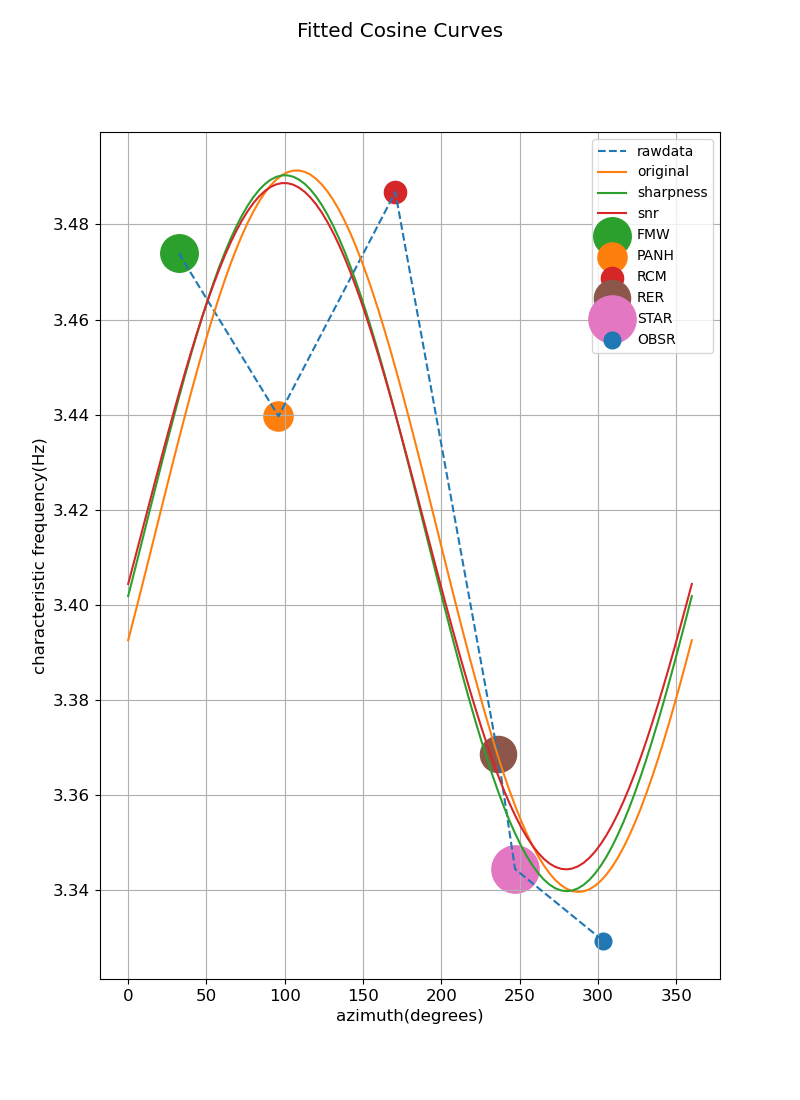 Fitted Cosine Curves
rawdata
original
sharpness
snr
FMW
PANH
RCM
RER
STAR
OBSR
characteristic frequency(Hz)
3.48
3.46
3.44
3.42
3.40
3.38
3.36
3.34
0 50 100 150 200 250 300 350
azimuth(degrees)